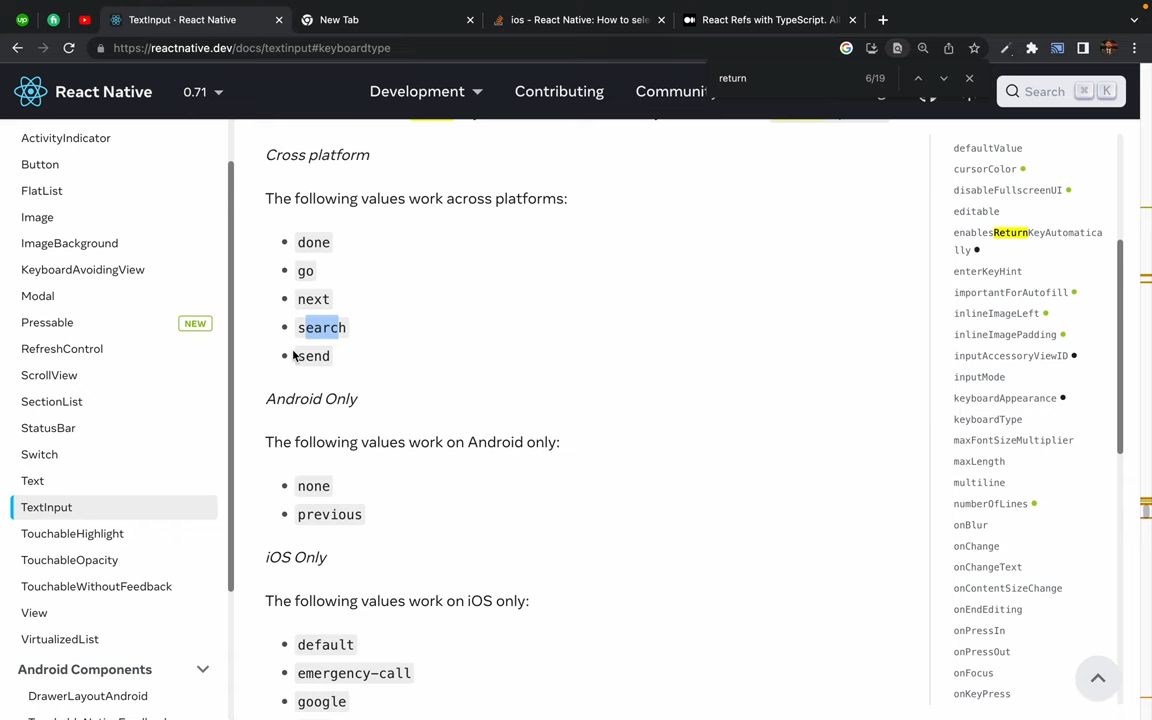 TextInput · React Native
New Tab
ios - React Native: How to sele
React Refs with TypeScript. All
https://reactnative.dev/docs/textinput#keyboardtype
return
6/19
React Native
0.71
Development
Contributing
Community
Search
⌘
K
ActivityIndicator
Button
FlatList
Image
ImageBackground
KeyboardAvoidingView
Modal
Pressable
NEW
RefreshControl
ScrollView
SectionList
StatusBar
Switch
Text
TextInput
TouchableHighlight
TouchableOpacity
TouchableWithoutFeedback
View
VirtualizedList
Android Components
DrawerLayoutAndroid
Cross platform
The following values work across platforms:
done
go
next
search
send
Android Only
The following values work on Android only:
none
previous
iOS Only
The following values work on iOS only:
default
emergency-call
google
defaultValue
cursorColor
disableFullscreenUI
editable
enablesReturnKeyAutomatica
lly
enterKeyHint
importantForAutofill
inlineImageLeft
inlineImagePadding
inputAccessoryViewID
inputMode
keyboardAppearance
keyboardType
maxFontSizeMultiplier
maxLength
multiline
numberOfLines
onBlur
onChange
onChangeText
onContentSizeChange
onEndEditing
onPressIn
onPressOut
onFocus
onKeyPress